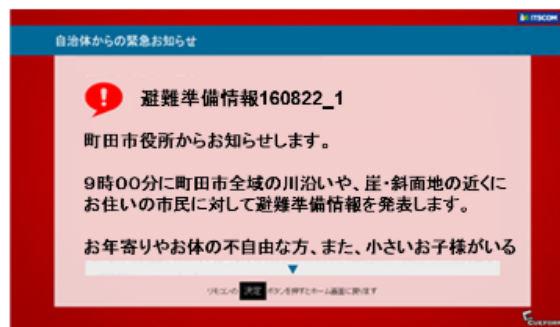 ITSCOM
自治体からの緊急お知らせ
避難準備情報160822_1
町田市役所からお知らせします。
9時00分に町田市全域の川沿いや、崖・斜面地の近くに
お住いの市民に対して避難準備情報を発表します。
お年寄りやお体の不自由な方、また、小さいお子様がいる
リモコンの 決定 ボタンを押すとホーム画面に戻ります